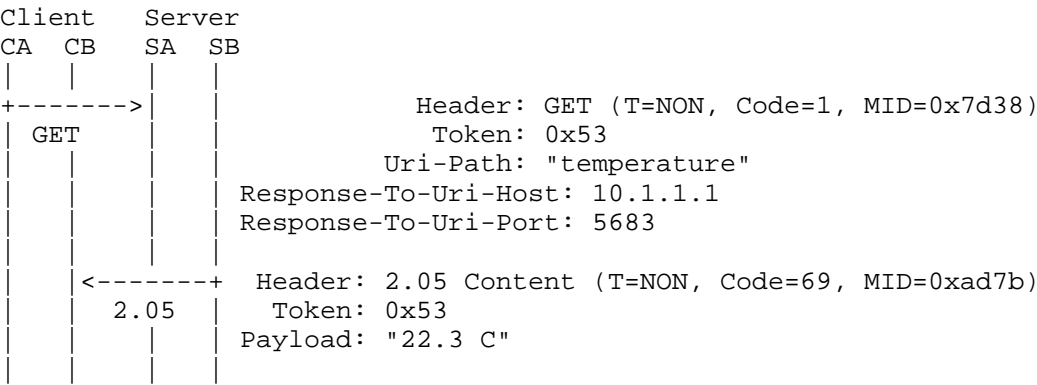 Client Server
CA CB SA SB
Header: GET (T=NON, Code=1, MID=0x7d38)
GET Token: 0x53
Uri-Path: "temperature"
Response-To-Uri-Host: 10.1.1.1
Response-To-Uri-Port: 5683
Header: 2.05 Content (T=NON, Code=69, MID=0xad7b)
2.05 Token: 0x53
Payload: "22.3 C"